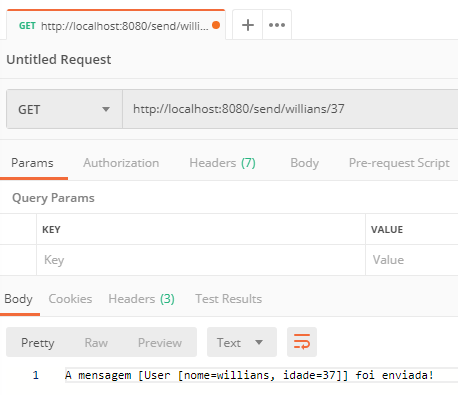 GET http://localhost:8080/send/willi...
Untitled Request
GET http://localhost:8080/send/willians/37
Params Authorization Headers (7) Body Pre-request Script
Query Params
KEY VALUE
Key Value
Body Cookies Headers (3) Test Results
Pretty Raw Preview Text
1 A mensagem [User [nome=willians, idade=37]] foi enviada!